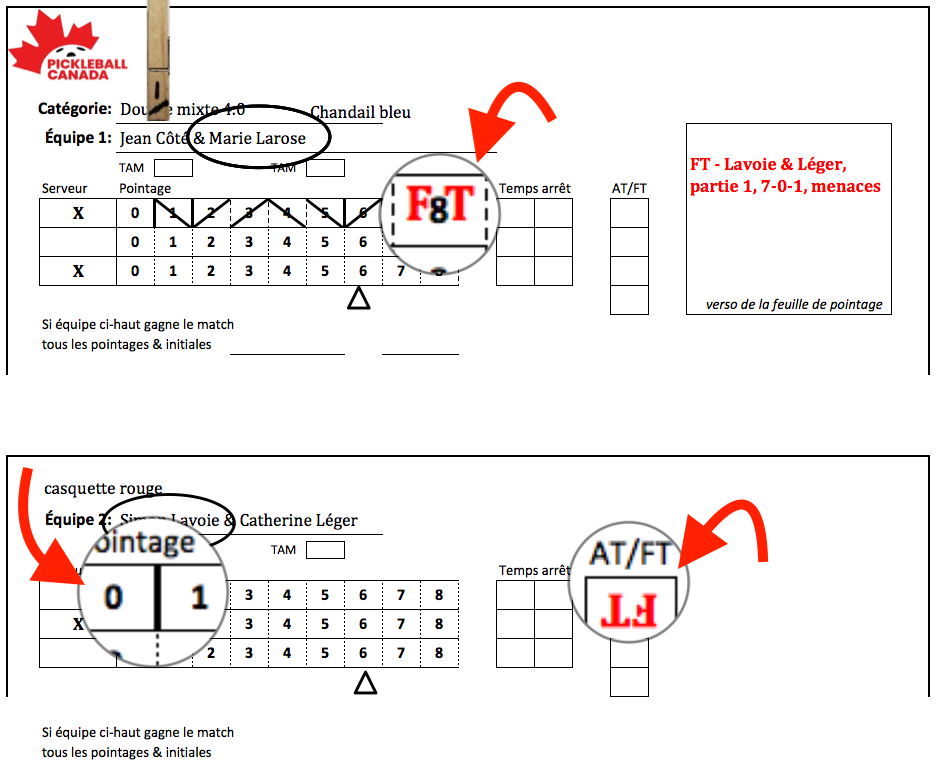 PICKLEBALL
CANADA
Catégorie: Double mixte 4.0 Chandail bleu
Équipe 1: Jean Côté & Marie Larose
TAM TAM
Serveur Pointage Temps arrêt AT/FT
X 0 1 2 3 4 5 6 F8T
0 1 2 3 4 5 6
X 0 1 2 3 4 5 6 7
FT - Lavoie & Léger,
partie 1, 7-0-1, menaces
verso de la feuille de pointage
Si équipe ci-haut gagne le match
tous les pointages & initiales
casquette rouge
Équipe 2: Simon Lavoie & Catherine Léger
TAM
ointage Temps arrêt AT/FT
0 1 3 4 5 6 7 8 FT
X 3 4 5 6 7 8
2 3 4 5 6 7 8
Si équipe ci-haut gagne le match
tous les pointages & initiales